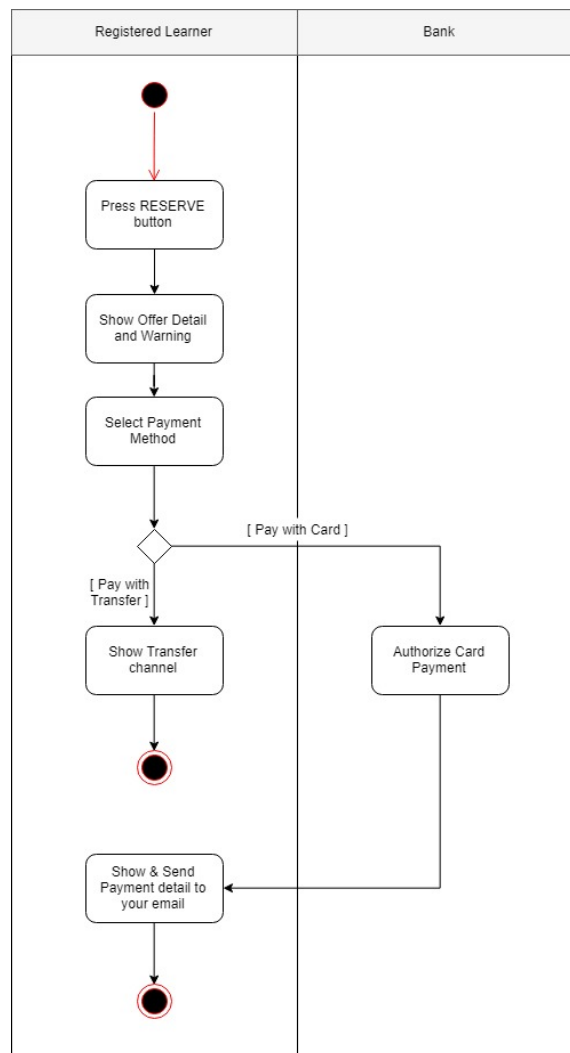 Registered Learner
Bank
Press RESERVE
button
Show Offer Detail
and Warning
Select Payment
Method
[ Pay with Card ]
[ Pay with
Transfer ]
Show Transfer
channel
Authorize Card
Payment
Show & Send
Payment detail to
your email